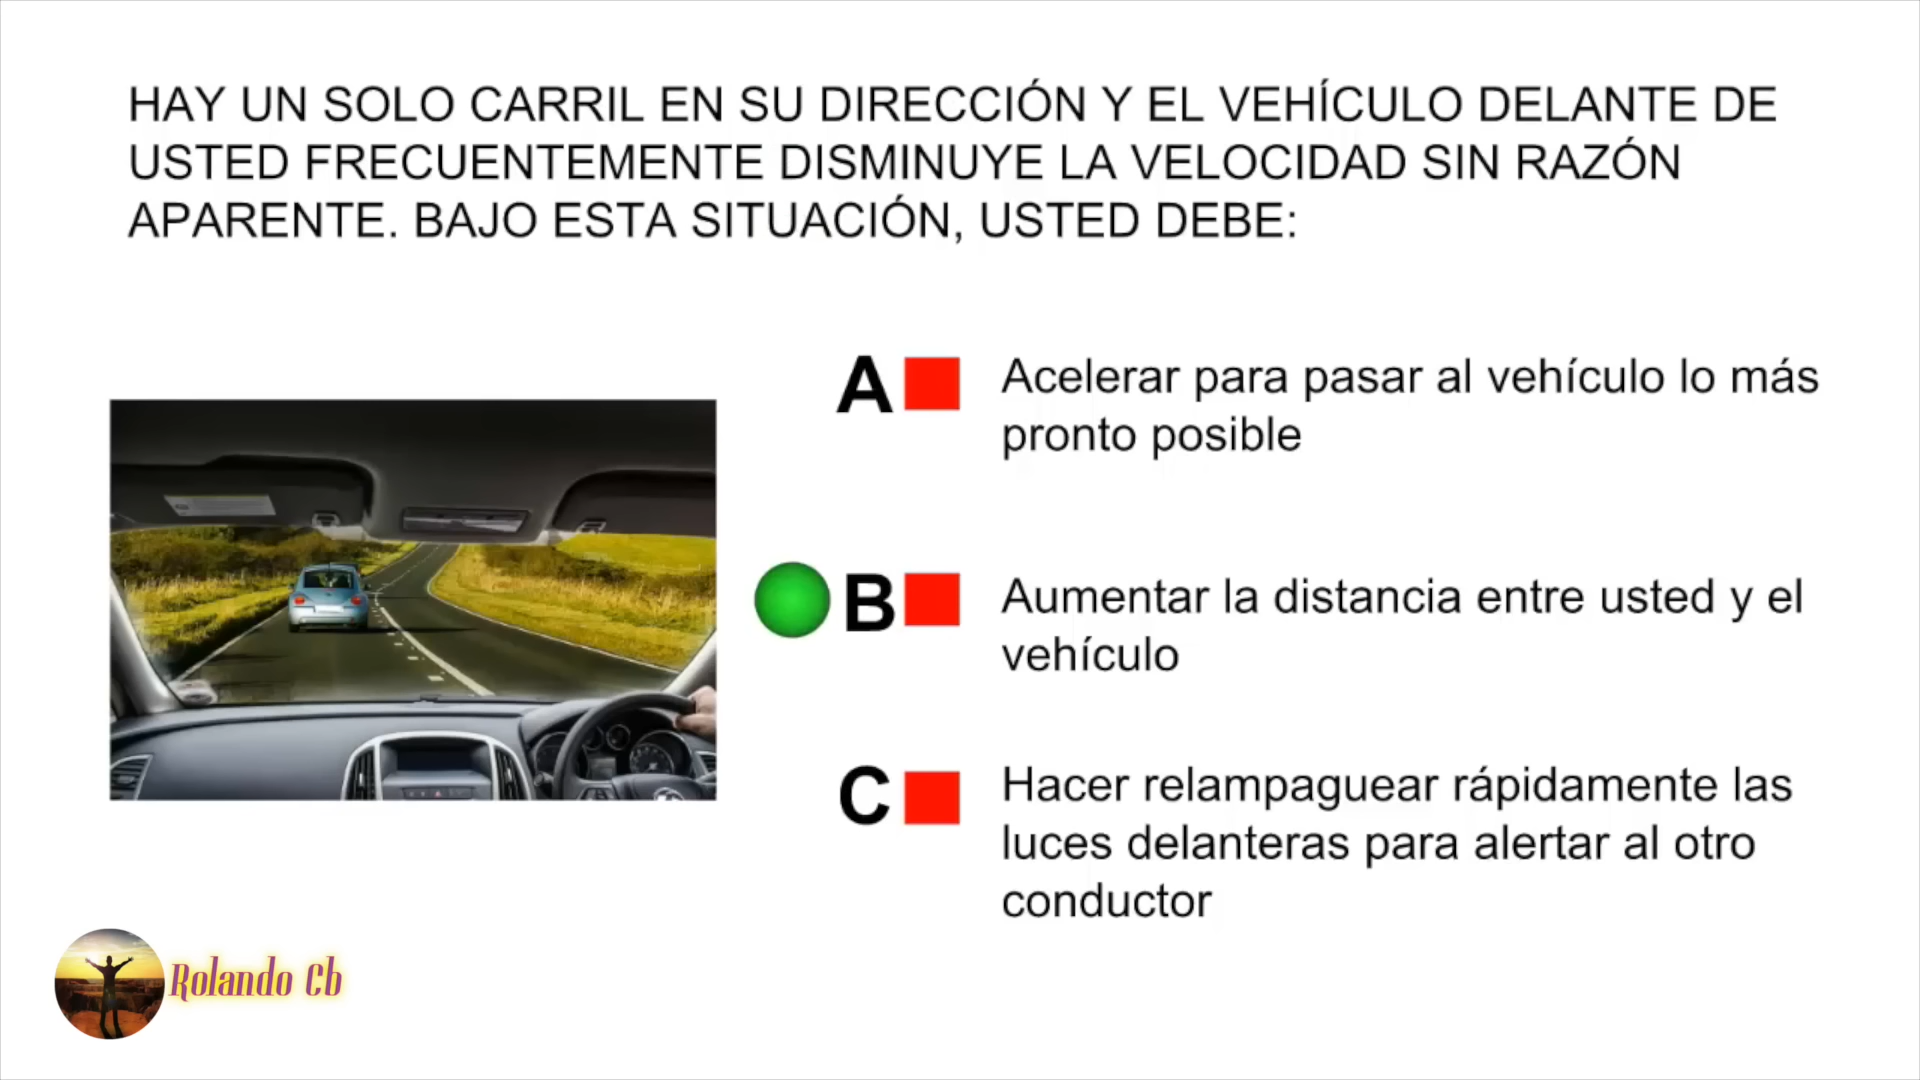 HAY UN SOLO CARRIL EN SU DIRECCIÓN Y EL VEHÍCULO DELANTE DE
USTED FRECUENTEMENTE DISMINUYE LA VELOCIDAD SIN RAZÓN
APARENTE. BAJO ESTA SITUACIÓN, USTED DEBE:
A Acelerar para pasar al vehículo lo más
pronto posible
B Aumentar la distancia entre usted y el
vehículo
C Hacer relampaguear rápidamente las
luces delanteras para alertar al otro
conductor
Rolando Cb